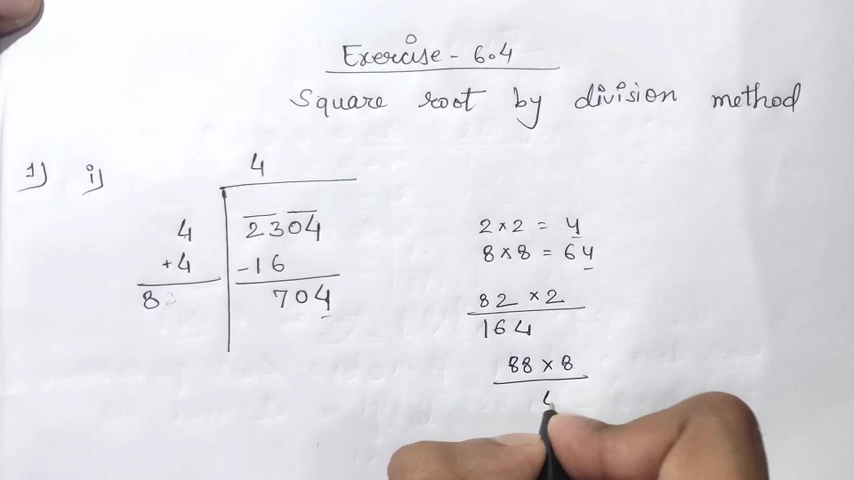 Exercise - 6.4
Square root by division method
1) i)
4
4 2304
+4 -16
8 704
2 × 2 = 4
8 × 8 = 64
82 × 2
164
88 × 8
4